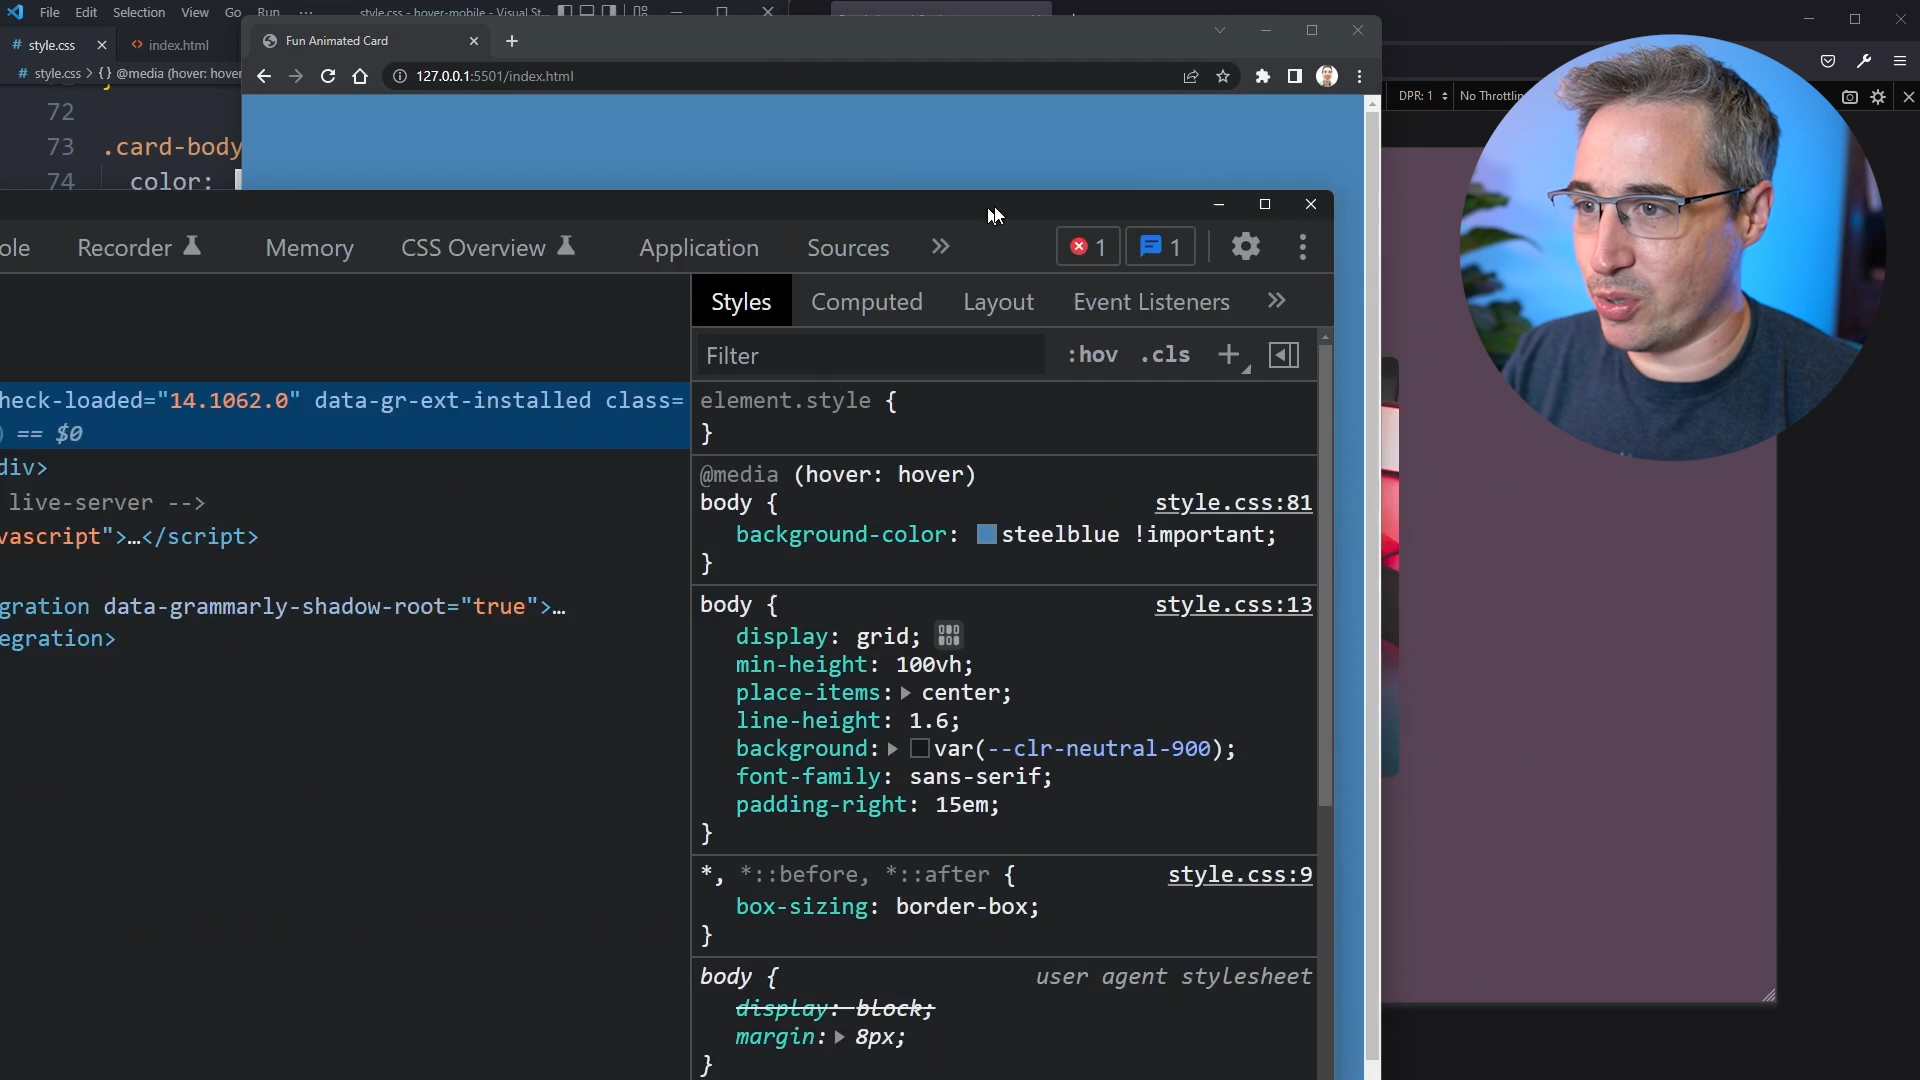 File Edit Selection View Go Run ··· style.css - hover-mobile - Visual St...
# style.css × <> index.html
# style.css > {} @media (hover: hover
72
73 .card-body
74 color:
Fun Animated Card × +
127.0.0.1:5501/index.html
DPR: 1 No Throttlin
ole Recorder Memory CSS Overview Application Sources » 1 1
Styles Computed Layout Event Listeners »
Filter :hov .cls +
heck-loaded="14.1062.0" data-gr-ext-installed class=
) == $0
div>
live-server -->
vascript">…</script>
gration data-grammarly-shadow-root="true">…
egration>
element.style {
}
@media (hover: hover)
body { style.css:81
background-color: steelblue !important;
}
body { style.css:13
display: grid;
min-height: 100vh;
place-items: center;
line-height: 1.6;
background: var(--clr-neutral-900);
font-family: sans-serif;
padding-right: 15em;
}
*, *::before, *::after { style.css:9
box-sizing: border-box;
}
body { user agent stylesheet
display: block;
margin: 8px;
}